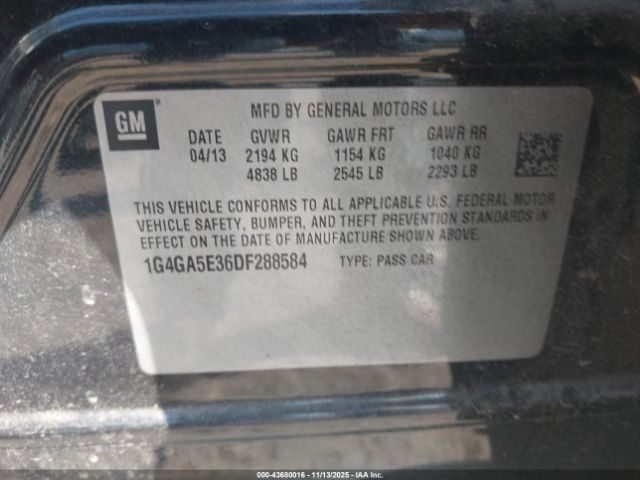 GM ®
MFD BY GENERAL MOTORS LLC
DATE GVWR GAWR FRT GAWR RR
04/13 2194 KG 1154 KG 1040 KG
4838 LB 2545 LB 2293 LB
THIS VEHICLE CONFORMS TO ALL APPLICABLE U.S. FEDERAL MOTOR
VEHICLE SAFETY, BUMPER, AND THEFT PREVENTION STANDARDS IN
EFFECT ON THE DATE OF MANUFACTURE SHOWN ABOVE.
1G4GA5E36DF288584 TYPE: PASS CAR
000-43680016 - 11/13/2025 - IAA Inc.